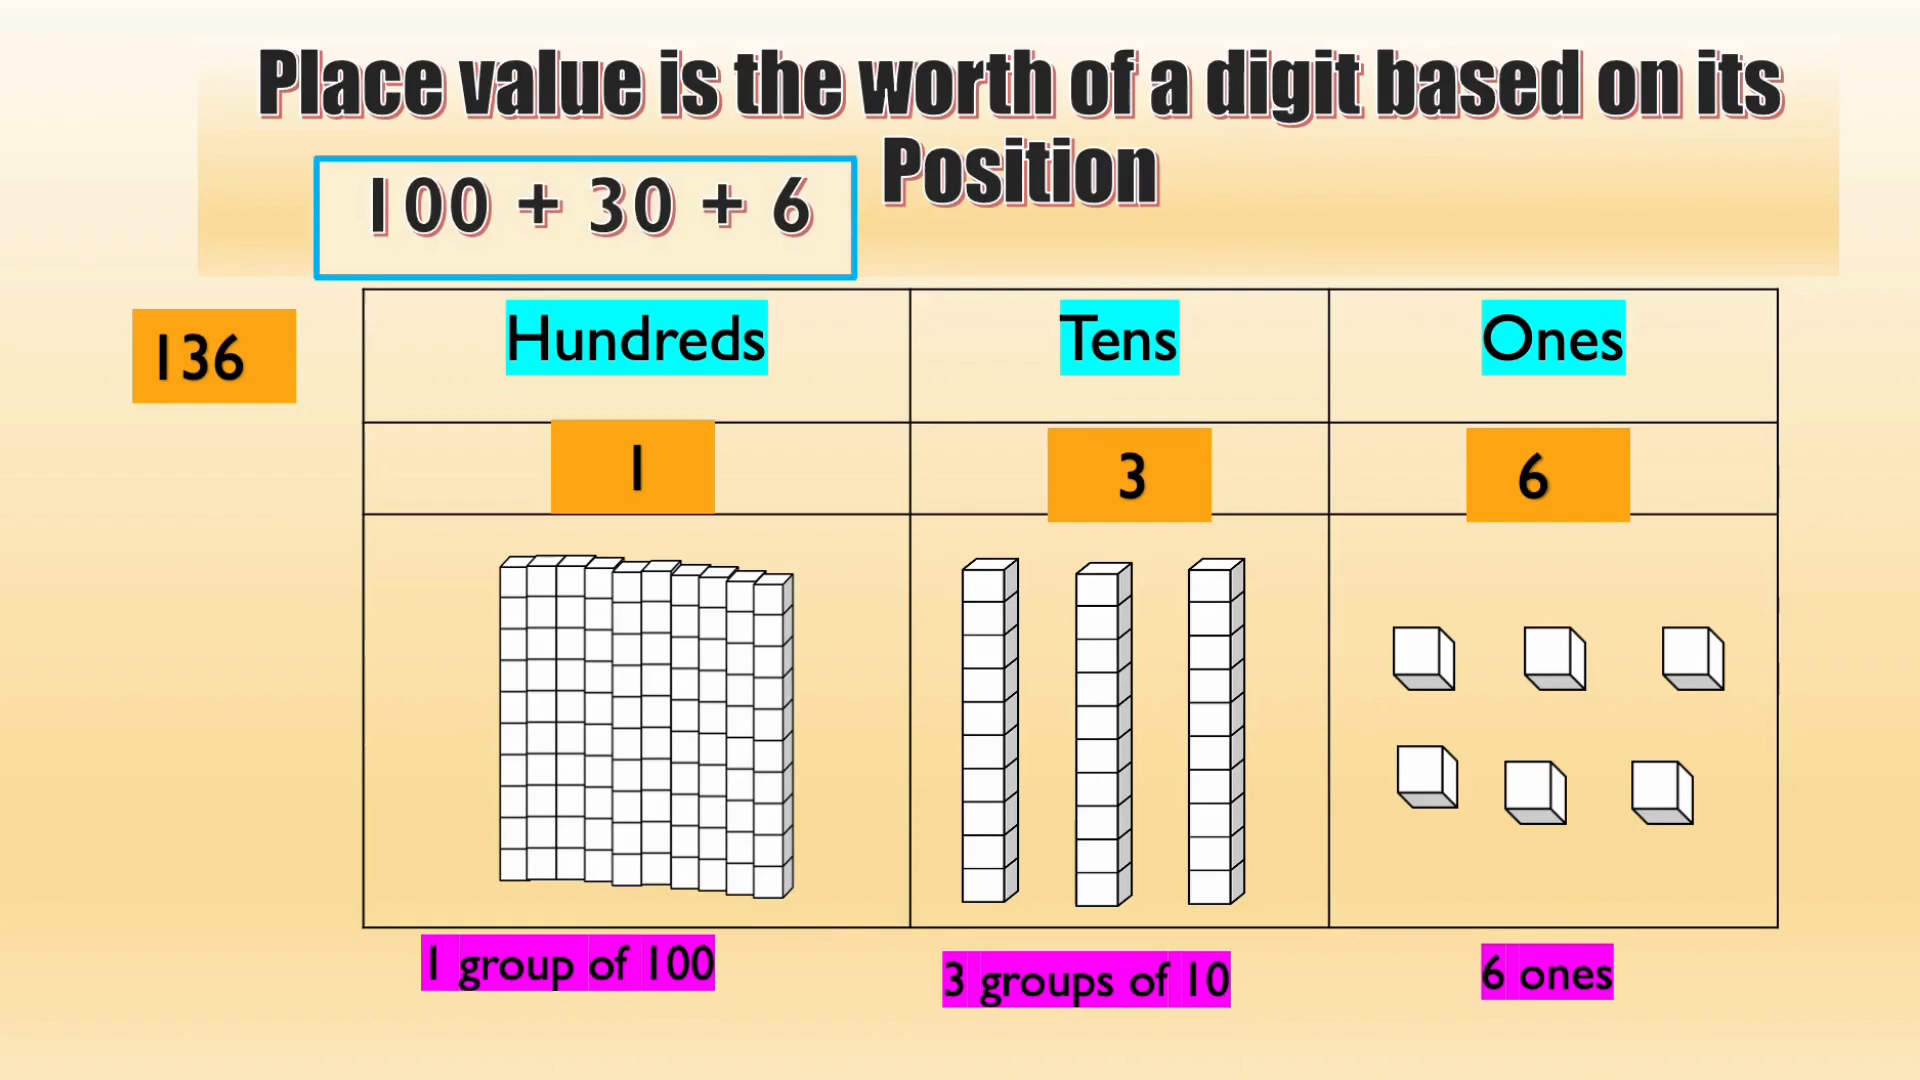 Place value is the worth of a digit based on its
Position
100 + 30 + 6
136
Hundreds Tens Ones
1 3 6
1 group of 100
3 groups of 10
6 ones